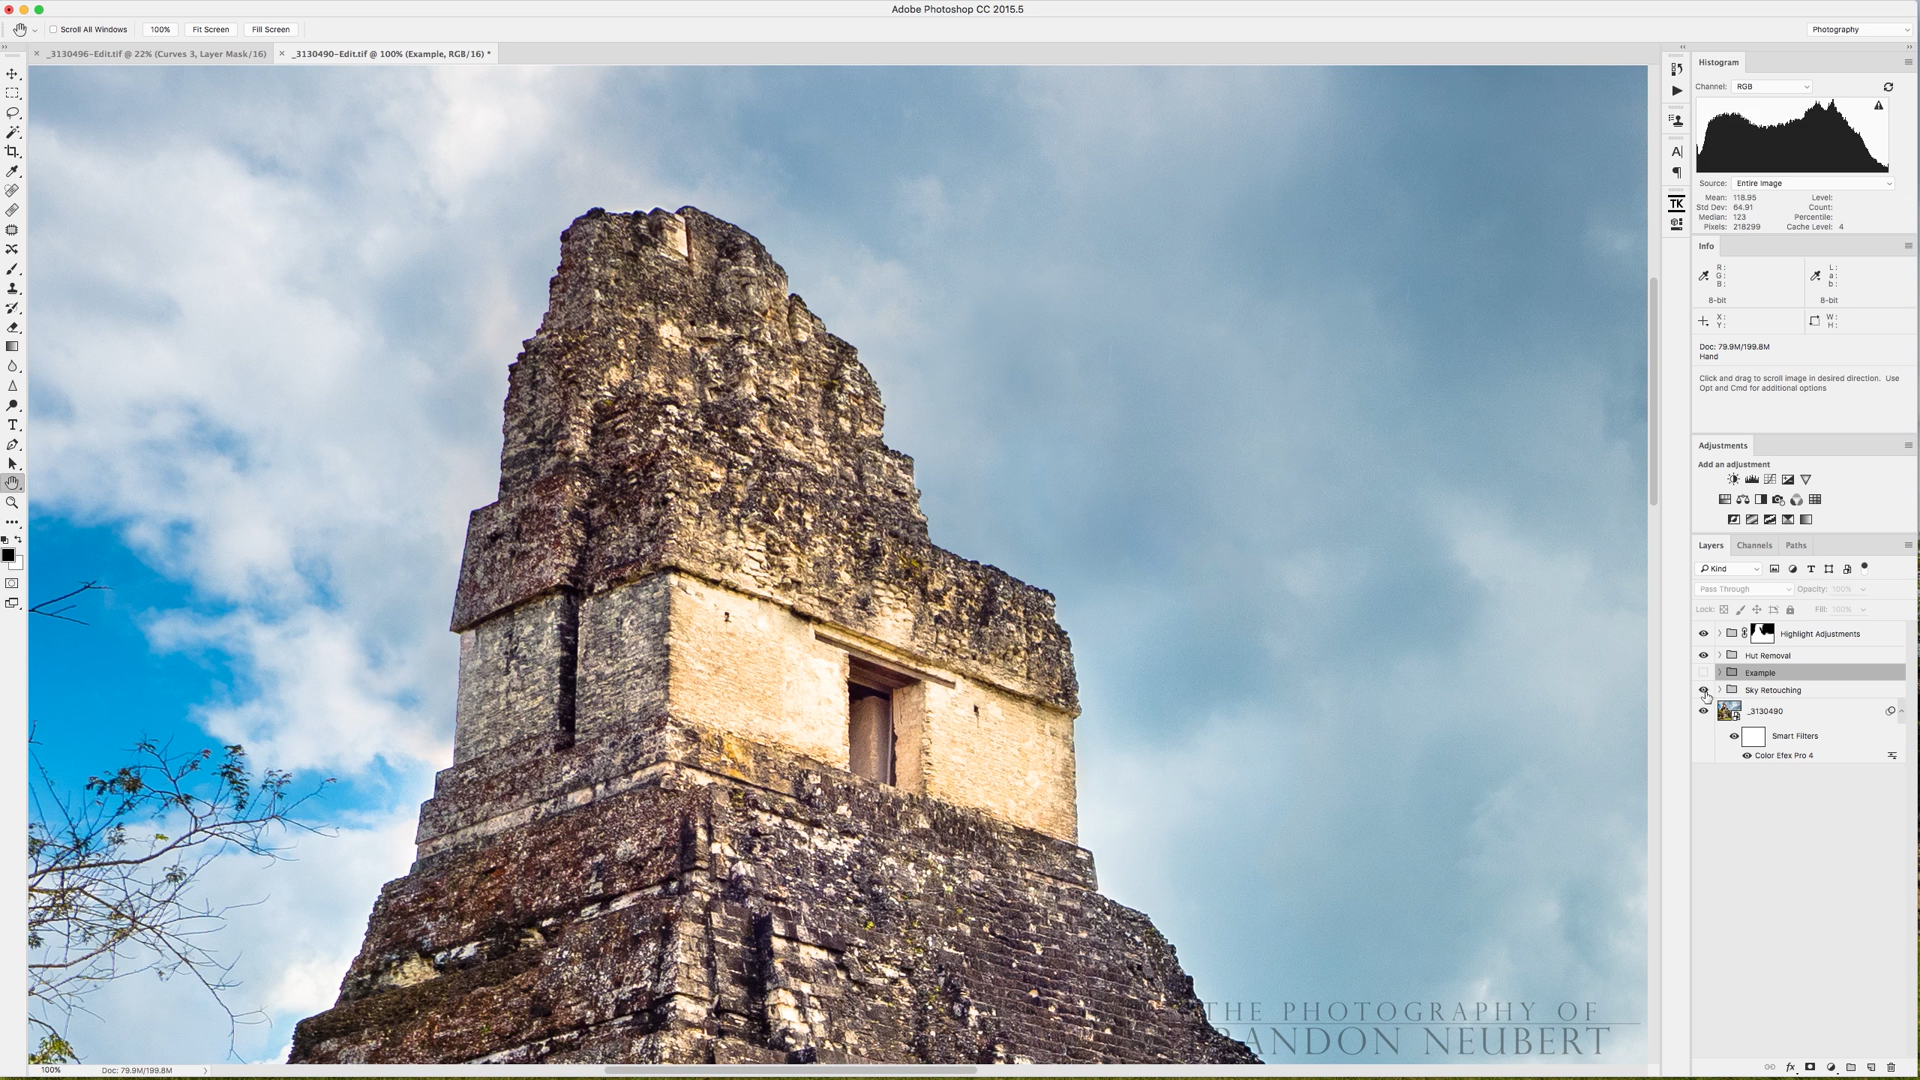 Adobe Photoshop CC 2015.5
Scroll All Windows 100% Fit Screen Fill Screen Photography
_3130496-Edit.tif @ 22% (Curves 3, Layer Mask/16) _3130490-Edit.tif @ 100% (Example, RGB/16) *
Histogram
Channel: RGB
Source: Entire Image
Mean: 118.95 Level:
Std Dev: 64.91 Count:
Median: 123 Percentile:
Pixels: 218299 Cache Level: 4
Info
R: L:
G: a:
B: b:
8-bit 8-bit
X: W:
Y: H:
Doc: 79.9M/199.8M
Hand
Click and drag to scroll image in desired direction. Use
Opt and Cmd for additional options
Adjustments
Add an adjustment
Layers Channels Paths
Kind
Pass Through Opacity: 100%
Lock: Fill: 100%
Highlight Adjustments
Hut Removal
Example
Sky Retouching
_3130490
Smart Filters
Color Efex Pro 4
TK
THE PHOTOGRAPHY OF
ANDON NEUBERT
100% Doc: 79.9M/199.8M